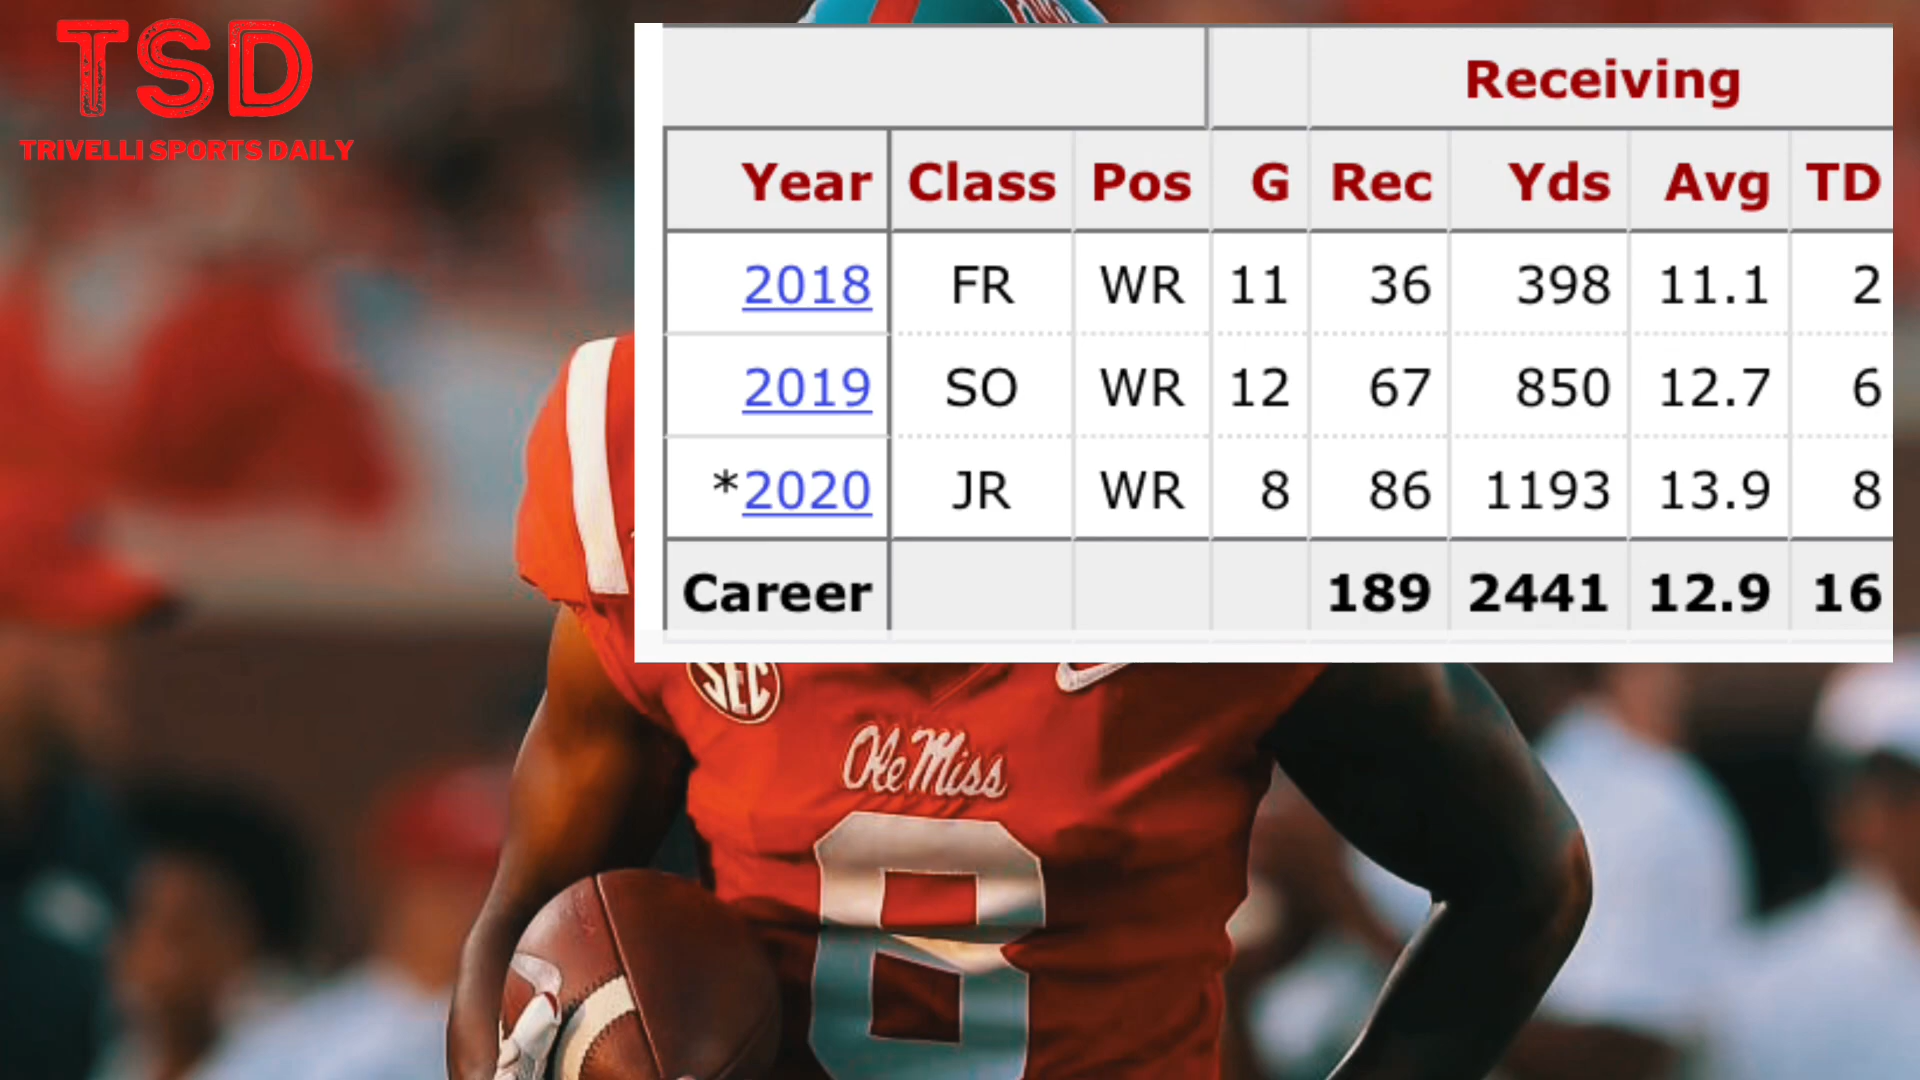 TSD
TRIVELLI SPORTS DAILY
Receiving
Year Class Pos G Rec Yds Avg TD
2018 FR WR 11 36 398 11.1 2
2019 SO WR 12 67 850 12.7 6
*2020 JR WR 8 86 1193 13.9 8
Career 189 2441 12.9 16
SEC
Ole Miss
8